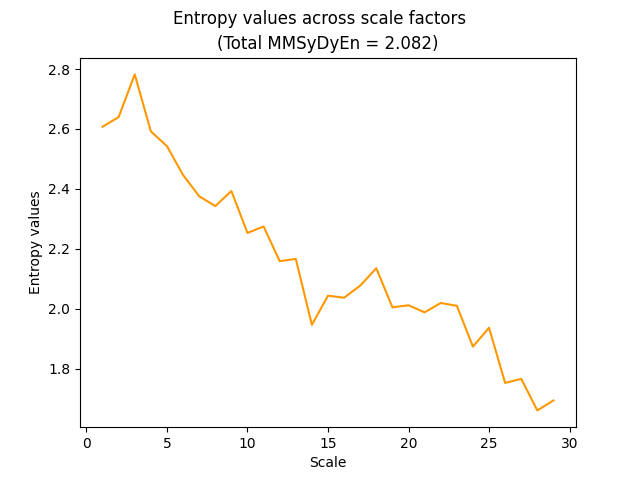 Entropy values across scale factors
(Total MMSyDyEn = 2.082)
2.8
2.6
2.4
2.2
2.0
1.8
Entropy values
0 5 10 15 20 25 30
Scale